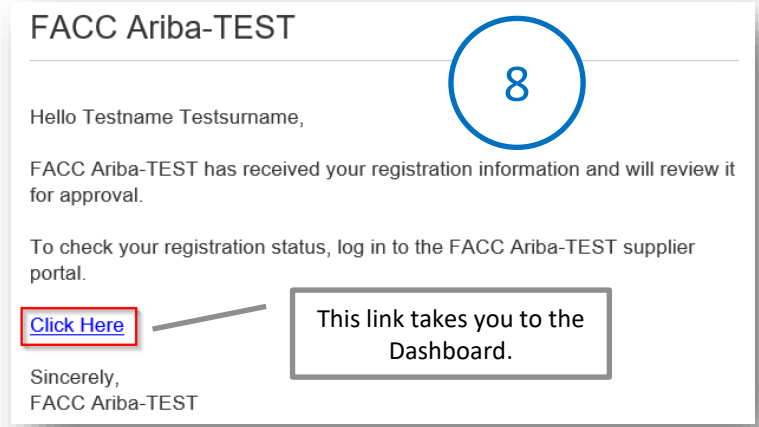 FACC Ariba-TEST
8
Hello Testname Testsurname,
FACC Ariba-TEST has received your registration information and will review it
for approval.
To check your registration status, log in to the FACC Ariba-TEST supplier
portal.
Click Here
This link takes you to the
Dashboard.
Sincerely,
FACC Ariba-TEST